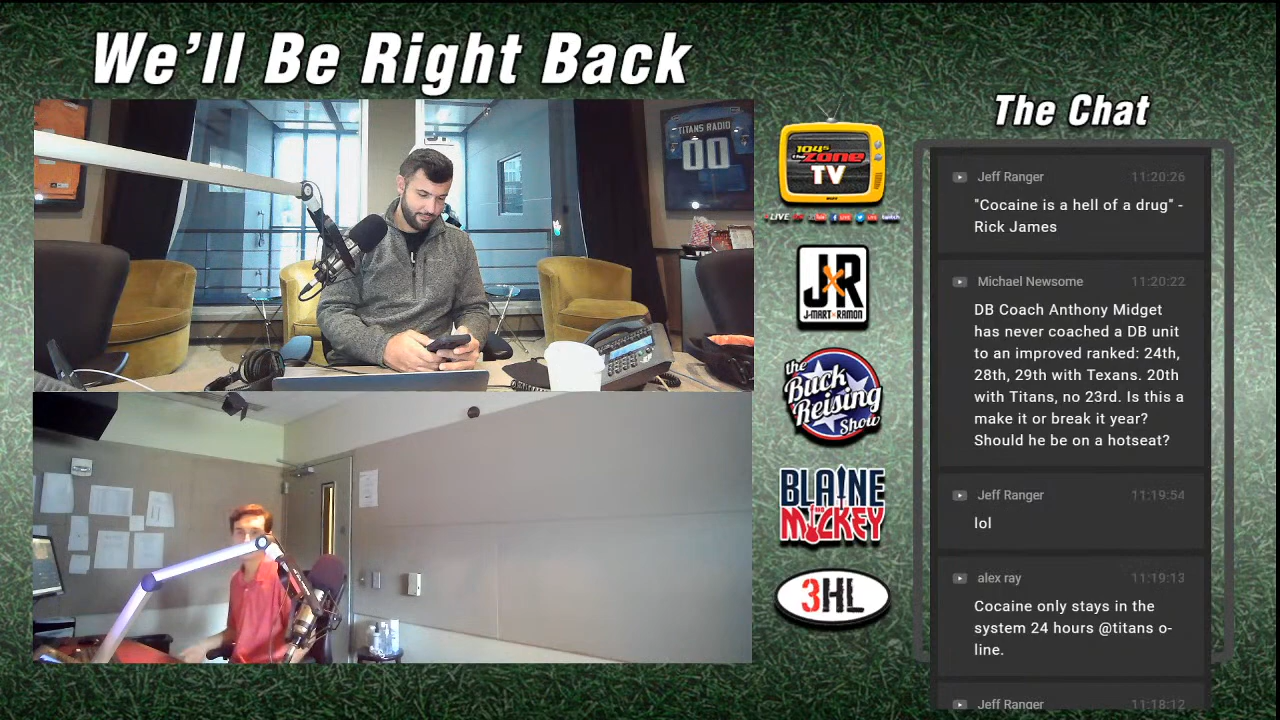 We'll Be Right Back
The Chat
TITANS RADIO
00
104.5
THE ZONE
TV
LIVE
JxR
J-MART×RAMON
the
Buck
Reising
Show
BLAINE
AND
MICKEY
3HL
Jeff Ranger 11:20:26
"Cocaine is a hell of a drug" -
Rick James
Michael Newsome 11:20:22
DB Coach Anthony Midget
has never coached a DB unit
to an improved ranked: 24th,
28th, 29th with Texans. 20th
with Titans, no 23rd. Is this a
make it or break it year?
Should he be on a hotseat?
Jeff Ranger 11:19:54
lol
alex ray 11:19:13
Cocaine only stays in the
system 24 hours @titans o-
line.
Jeff Ranger 11:18:12